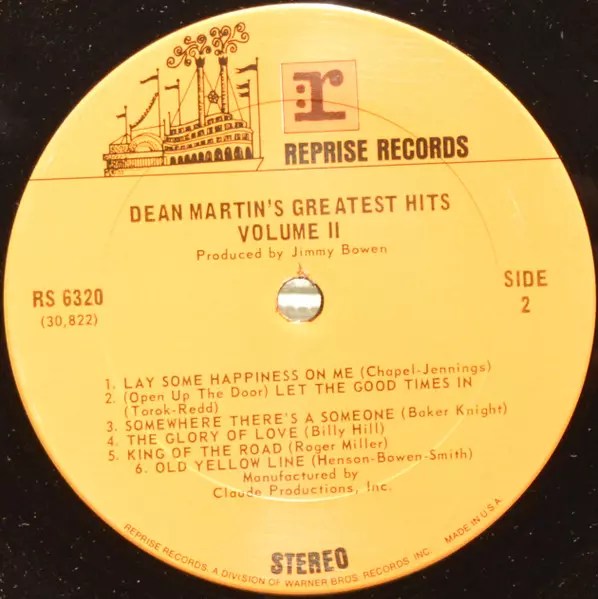 r:
REPRISE RECORDS
DEAN MARTIN'S GREATEST HITS
VOLUME II
Produced by Jimmy Bowen
RS 6320
(30,822)
SIDE
2
1. LAY SOME HAPPINESS ON ME (Chapel-Jennings)
2. (Open Up The Door) LET THE GOOD TIMES IN
(Torok-Redd)
3. SOMEWHERE THERE'S A SOMEONE (Baker Knight)
4. THE GLORY OF LOVE (Billy Hill)
5. KING OF THE ROAD (Roger Miller)
6. OLD YELLOW LINE (Henson-Bowen-Smith)
Manufactured by
Claude Productions, Inc.
STEREO
REPRISE RECORDS, A DIVISION OF WARNER BROS. RECORDS, INC. MADE IN U.S.A.